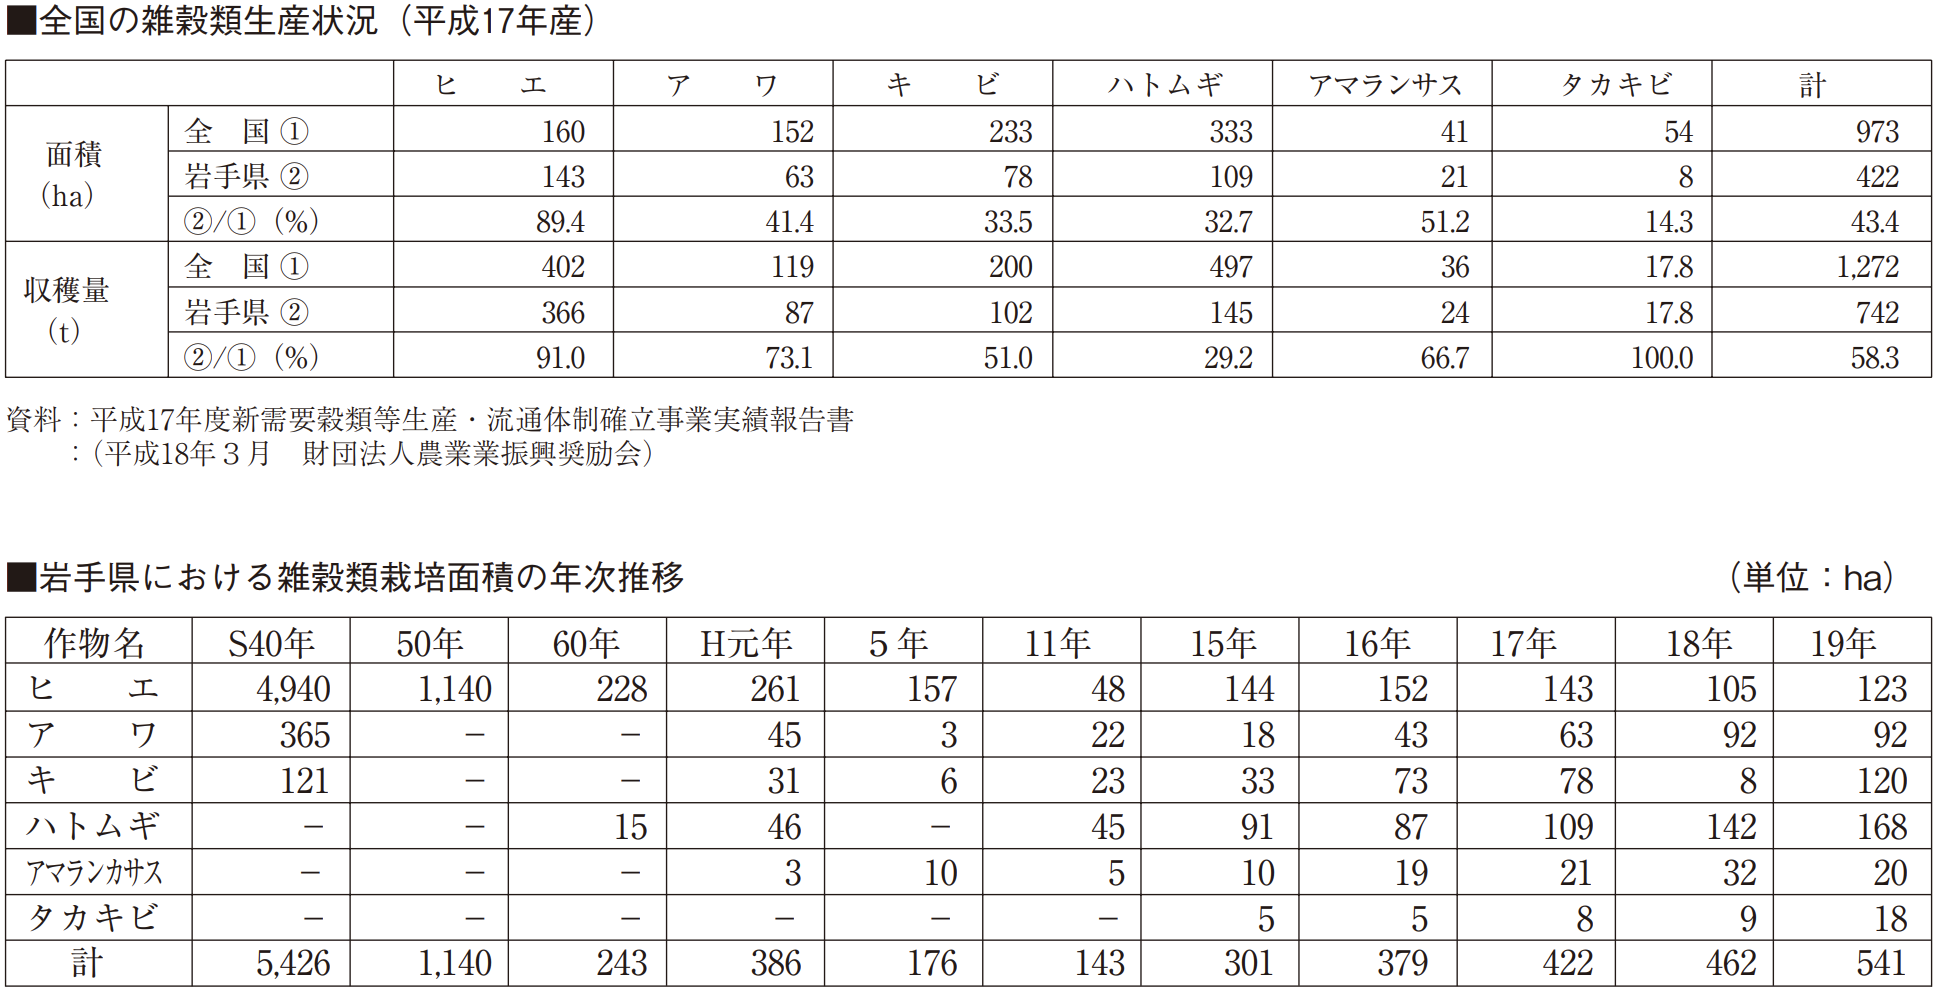 ■全国の雑穀類生産状況（平成17年産）
ヒ　エ ア　ワ キ　ビ ハトムギ アマランサス タカキビ 計
面積（ha） 全　国① 160 152 233 333 41 54 973
岩手県② 143 63 78 109 21 8 422
②/①（%） 89.4 41.4 33.5 32.7 51.2 14.3 43.4
収穫量（t） 全　国① 402 119 200 497 36 17.8 1,272
岩手県② 366 87 102 145 24 17.8 742
②/①（%） 91.0 73.1 51.0 29.2 66.7 100.0 58.3
資料：平成17年度新需要穀類等生産・流通体制確立事業実績報告書
：（平成18年３月　財団法人農業業振興奨励会）
■岩手県における雑穀類栽培面積の年次推移 （単位：ha）
作物名 S40年 50年 60年 H元年 ５年 11年 15年 16年 17年 18年 19年
ヒ　エ 4,940 1,140 228 261 157 48 144 152 143 105 123
ア　ワ 365 − − 45 3 22 18 43 63 92 92
キ　ビ 121 − − 31 6 23 33 73 78 8 120
ハトムギ − − 15 46 − 45 91 87 109 142 168
アマランカサス − − − 3 10 5 10 19 21 32 20
タカキビ − − − − − − 5 5 8 9 18
計 5,426 1,140 243 386 176 143 301 379 422 462 541